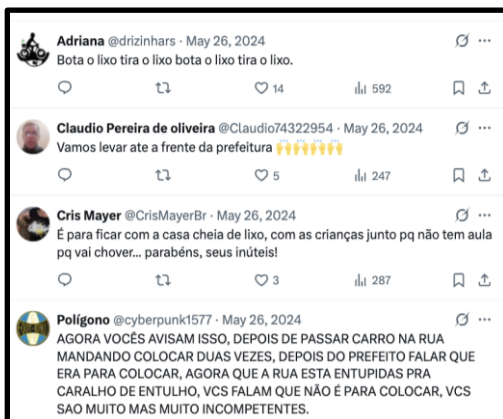 Adriana @drizinhars · May 26, 2024
Bota o lixo tira o lixo bota o lixo tira o lixo.
14 592
Claudio Pereira de oliveira @Claudio74322954 · May 26, 2024
Vamos levar ate a frente da prefeitura 🙌🙌🙌🙌
5 247
Cris Mayer @CrisMayerBr · May 26, 2024
É para ficar com a casa cheia de lixo, com as crianças junto pq não tem aula
pq vai chover... parabéns, seus inúteis!
3 287
Polígono @cyberpunk1577 · May 26, 2024
AGORA VOCÊS AVISAM ISSO, DEPOIS DE PASSAR CARRO NA RUA
MANDANDO COLOCAR DUAS VEZES, DEPOIS DO PREFEITO FALAR QUE
ERA PARA COLOCAR, AGORA QUE A RUA ESTA ENTUPIDAS PRA
CARALHO DE ENTULHO, VCS FALAM QUE NÃO É PARA COLOCAR, VCS
SAO MUITO MAS MUITO INCOMPETENTES.